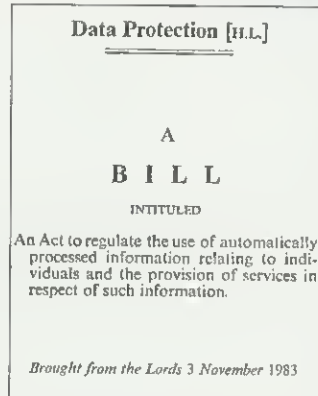 Data Protection [H.L.]
A
BILL
INTITULED
An Act to regulate the use of automatically
processed information relating to indi-
viduals and the provision of services in
respect of such information.
Brought from the Lords 3 November 1983